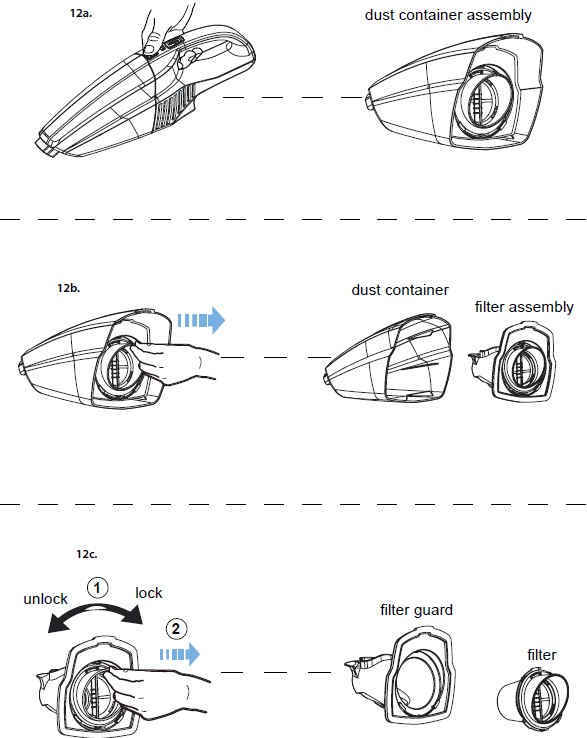 12a.
dust container assembly
12b.
dust container
filter assembly
12c.
1
unlock
lock
2
filter guard
filter